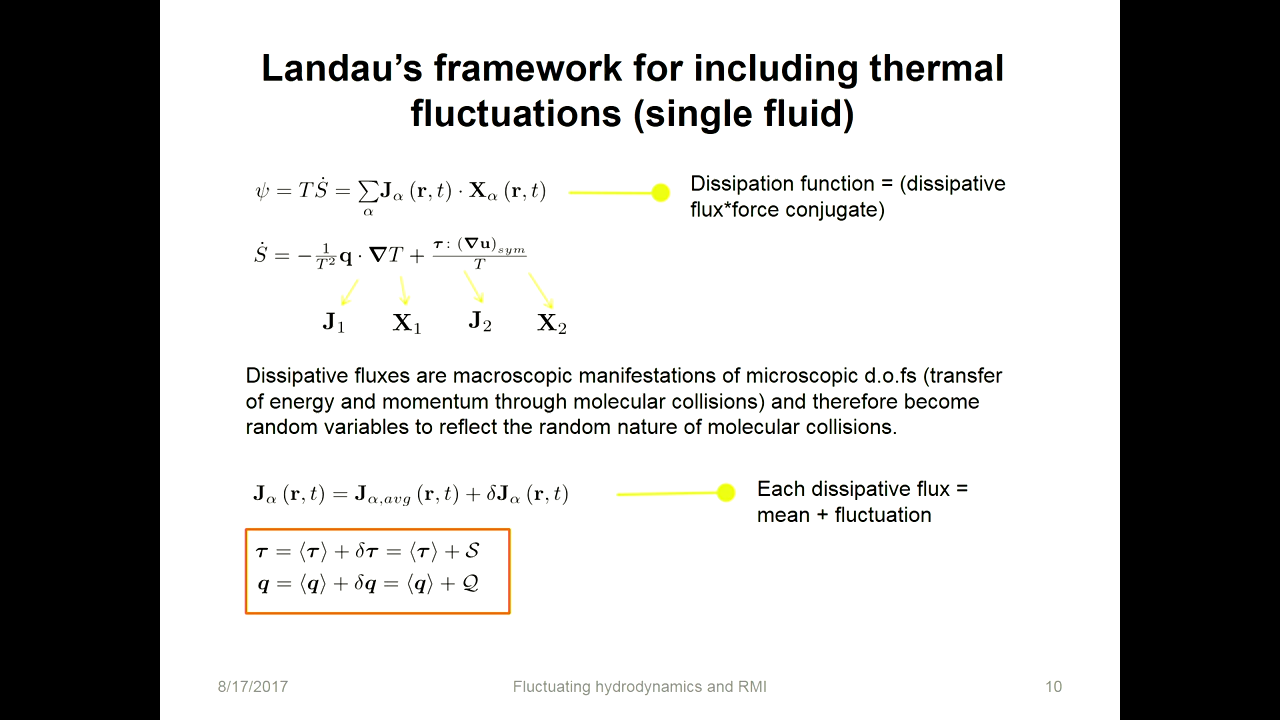 Landau's framework for including thermal
fluctuations (single fluid)
ψ = TṠ = ∑_α J_α (r, t) · X_α (r, t)
Dissipation function = (dissipative
flux*force conjugate)
Ṡ = −1/T² q · ∇T + τ : (∇u)_sym / T
J₁ X₁ J₂ X₂
Dissipative fluxes are macroscopic manifestations of microscopic d.o.fs (transfer
of energy and momentum through molecular collisions) and therefore become
random variables to reflect the random nature of molecular collisions.
J_α (r, t) = J_α,avg (r, t) + δJ_α (r, t)
Each dissipative flux =
mean + fluctuation
τ = ⟨τ⟩ + δτ = ⟨τ⟩ + 𝒮
q = ⟨q⟩ + δq = ⟨q⟩ + 𝒬
8/17/2017 Fluctuating hydrodynamics and RMI 10